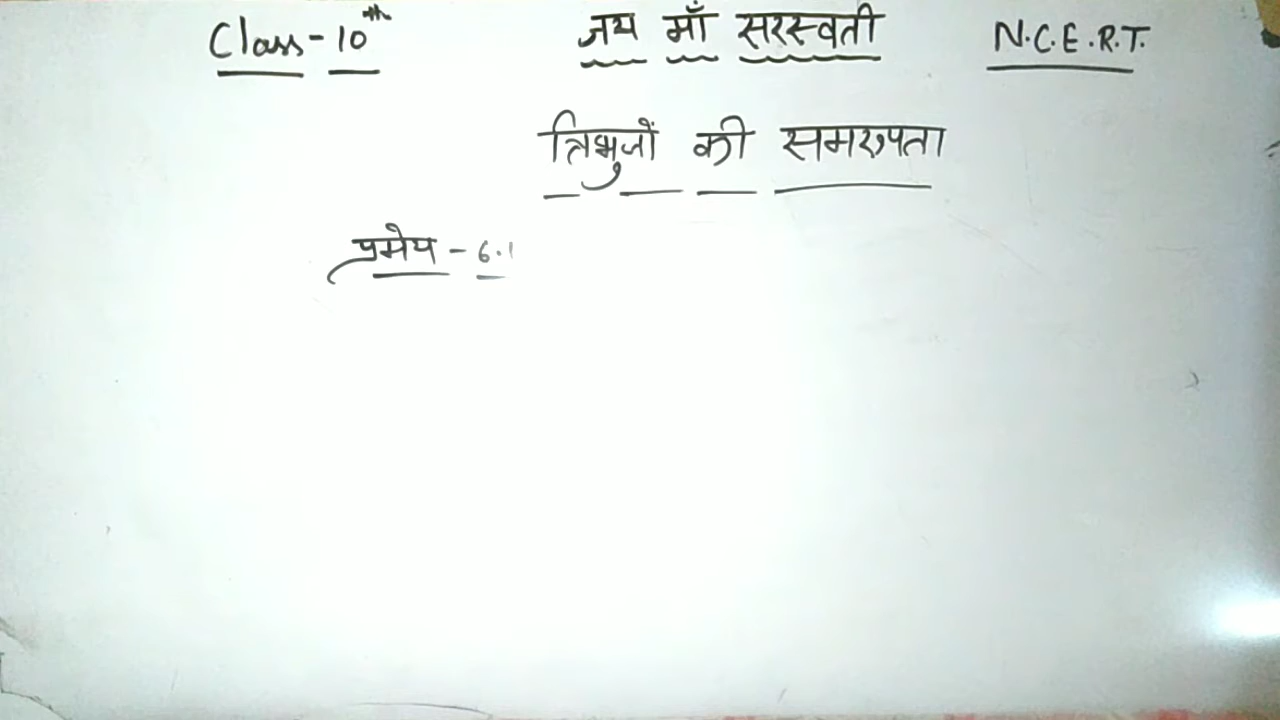 Class-10th जय माँ सरस्वती N.C.E.R.T.
त्रिभुजों की समरुपता
प्रमेय - 6.1